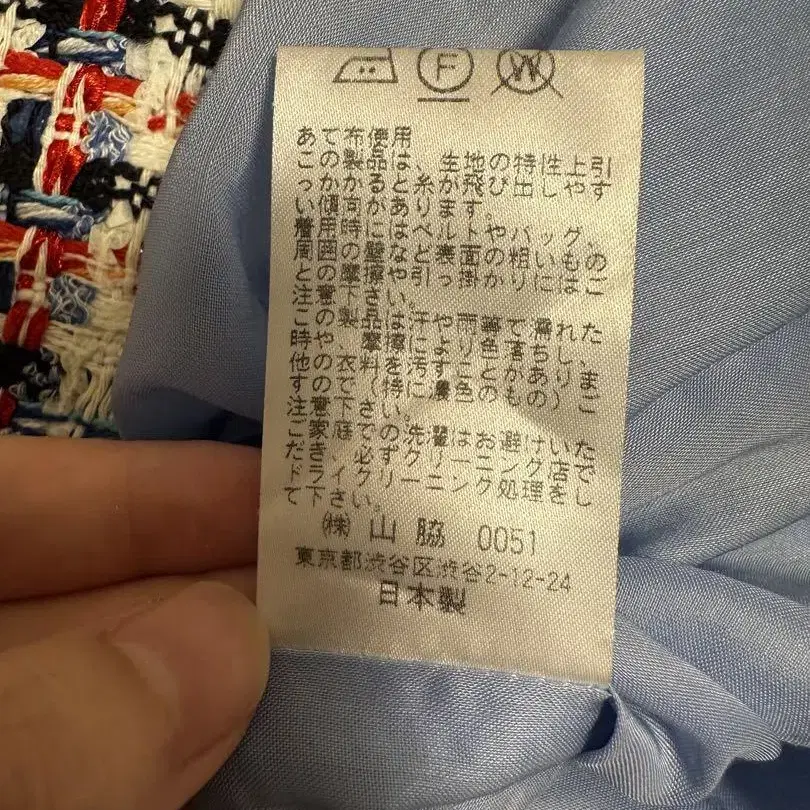 F W
あて布使用
この製品は、生地の特性上引
っかかると糸が飛び出しやす
い傾向があります。
着用時にはベルトやバッグ、
周囲の壁など表面の粗いもの
との摩擦や引っ掛かりにはご
注意下さい。
この製品は汗や雨等で濡れた
時や、摩擦により色落ちし、
他の衣料を汚すことがありま
すので(特に濃色のもの)ご
注意下さい。
ご家庭での洗濯はお避けいた
だき、必ずクリーニング店で
ドライクリーニング処理をし
て下さい。
㈱ 山脇 0051
東京都渋谷区渋谷2-12-24
日本製